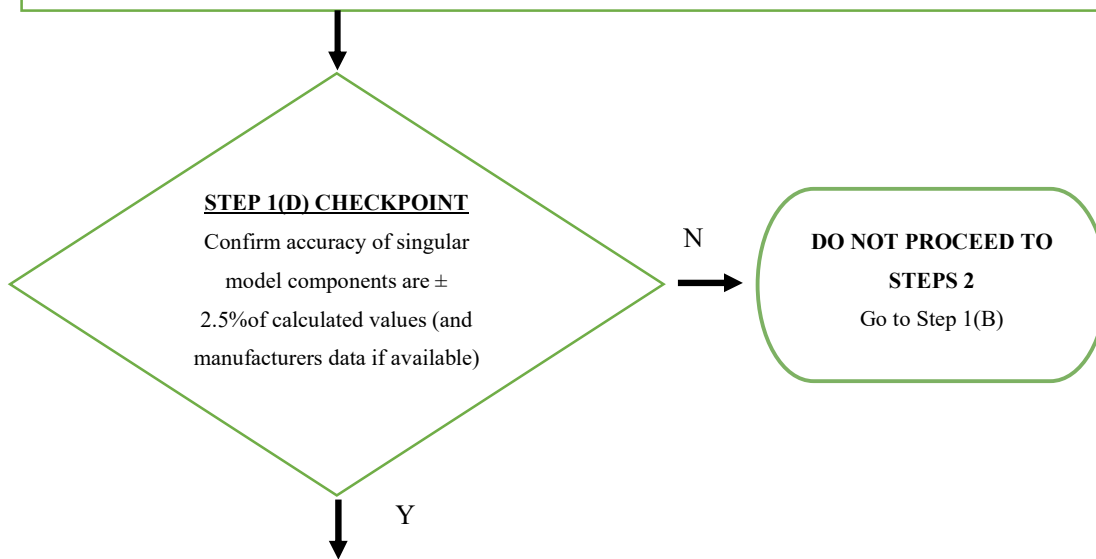 STEP 1(D) CHECKPOINT
Confirm accuracy of singular
model components are ±
2.5%of calculated values (and
manufacturers data if available)
N
DO NOT PROCEED TO
STEPS 2
Go to Step 1(B)
Y